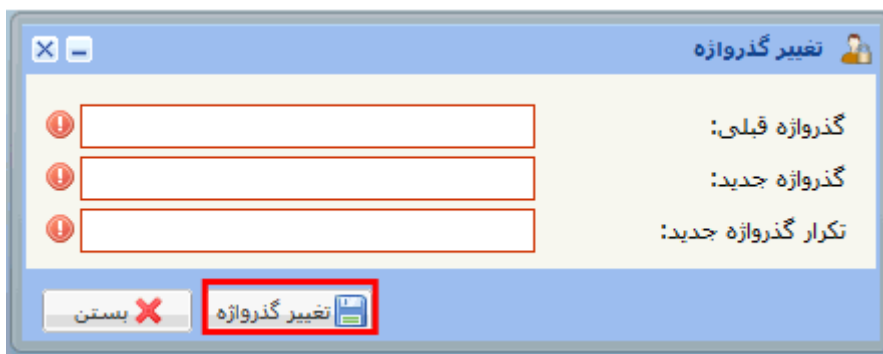 تغییر گذرواژه
گذرواژه قبلی:
گذرواژه جدید:
تکرار گذرواژه جدید:
تغییر گذرواژه
بستن